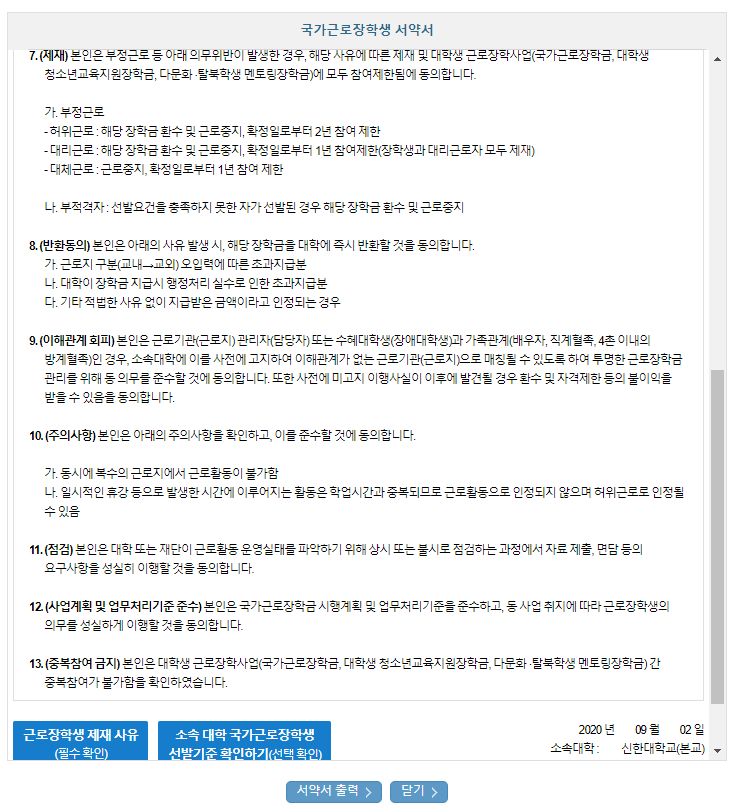 국가근로장학생 서약서
7. (제재) 본인은 부정근로 등 아래 의무위반이 발생한 경우, 해당 사유에 따른 제재 및 대학생 근로장학사업(국가근로장학금, 대학생
청소년교육지원장학금, 다문화·탈북학생 멘토링장학금)에 모두 참여제한됨에 동의합니다.
가. 부정근로
- 허위근로 : 해당 장학금 환수 및 근로중지, 확정일로부터 2년 참여 제한
- 대리근로 : 해당 장학금 환수 및 근로중지, 확정일로부터 1년 참여제한(장학생과 대리근로자 모두 제재)
- 대체근로 : 근로중지, 확정일로부터 1년 참여 제한
나. 부적격자 : 선발요건을 충족하지 못한 자가 선발된 경우 해당 장학금 환수 및 근로중지
8. (반환동의) 본인은 아래의 사유 발생 시, 해당 장학금을 대학에 즉시 반환할 것을 동의합니다.
가. 근로지 구분(교내→교외) 오입력에 따른 초과지급분
나. 대학이 장학금 지급시 행정처리 실수로 인한 초과지급분
다. 기타 적법한 사유 없이 지급받은 금액이라고 인정되는 경우
9. (이해관계 회피) 본인은 근로기관(근로지) 관리자(담당자) 또는 수혜대학생(장애대학생)과 가족관계(배우자, 직계혈족, 4촌 이내의
방계혈족)인 경우, 소속대학에 이를 사전에 고지하여 이해관계가 없는 근로기관(근로지)으로 매칭될 수 있도록 하여 투명한 근로장학금
관리를 위해 동 의무를 준수할 것에 동의합니다. 또한 사전에 미고지 이행사실이 이후에 발견될 경우 환수 및 자격제한 등의 불이익을
받을 수 있음을 동의합니다.
10. (주의사항) 본인은 아래의 주의사항을 확인하고, 이를 준수할 것에 동의합니다.
가. 동시에 복수의 근로지에서 근로활동이 불가함
나. 일시적인 휴강 등으로 발생한 시간에 이루어지는 활동은 학업시간과 중복되므로 근로활동으로 인정되지 않으며 허위근로로 인정될
수 있음
11. (점검) 본인은 대학 또는 재단이 근로활동 운영실태를 파악하기 위해 상시 또는 불시로 점검하는 과정에서 자료 제출, 면담 등의
요구사항을 성실히 이행할 것을 동의합니다.
12. (사업계획 및 업무처리기준 준수) 본인은 국가근로장학금 시행계획 및 업무처리기준을 준수하고, 동 사업 취지에 따라 근로장학생의
의무를 성실하게 이행할 것을 동의합니다.
13. (중복참여 금지) 본인은 대학생 근로장학사업(국가근로장학금, 대학생 청소년교육지원장학금, 다문화·탈북학생 멘토링장학금) 간
중복참여가 불가함을 확인하였습니다.
근로장학생 제재 사유
(필수 확인)
소속 대학 국가근로장학생
선발기준 확인하기(선택 확인)
2020 년 09 월 02 일
소속대학 : 신한대학교(본교)
서약서 출력 >
닫기 >